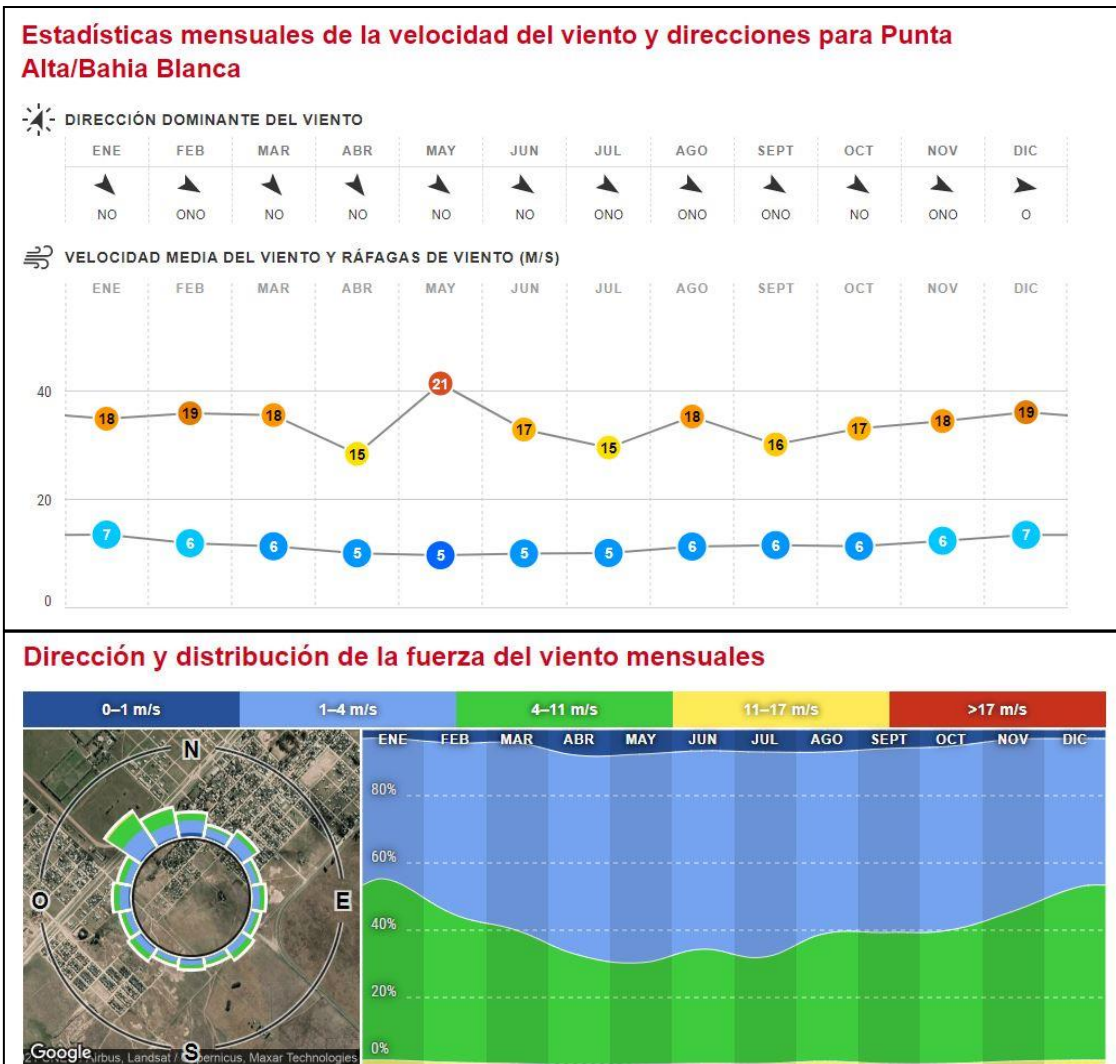 Estadísticas mensuales de la velocidad del viento y direcciones para Punta
Alta/Bahia Blanca
DIRECCIÓN DOMINANTE DEL VIENTO
ENE FEB MAR ABR MAY JUN JUL AGO SEPT OCT NOV DIC
NO ONO NO NO NO NO ONO ONO ONO NO ONO O
VELOCIDAD MEDIA DEL VIENTO Y RÁFAGAS DE VIENTO (M/S)
ENE FEB MAR ABR MAY JUN JUL AGO SEPT OCT NOV DIC
40
18 19 18 15 21 17 15 18 16 17 18 19
20
7 6 6 5 5 5 5 6 6 6 6 7
0
Dirección y distribución de la fuerza del viento mensuales
0–1 m/s 1–4 m/s 4–11 m/s 11–17 m/s >17 m/s
N
O
E
S
Google
Airbus, Landsat / Copernicus, Maxar Technologies
ENE FEB MAR ABR MAY JUN JUL AGO SEPT OCT NOV DIC
80%
60%
40%
20%
0%